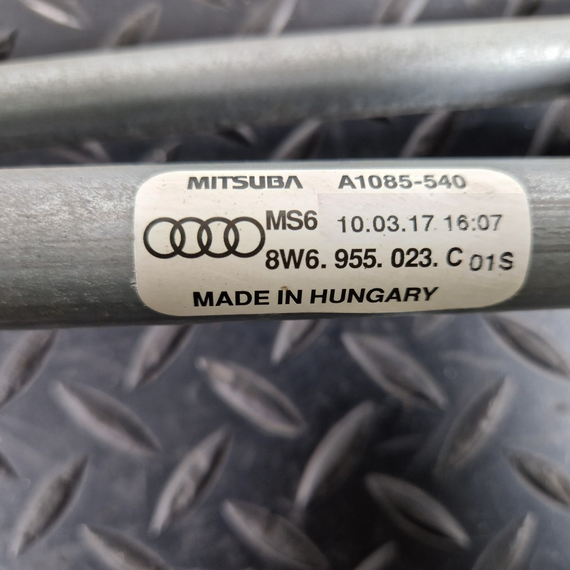 MITSUBA A1085-540
MS6 10.03.17 16:07
8W6. 955. 023. C 01S
MADE IN HUNGARY